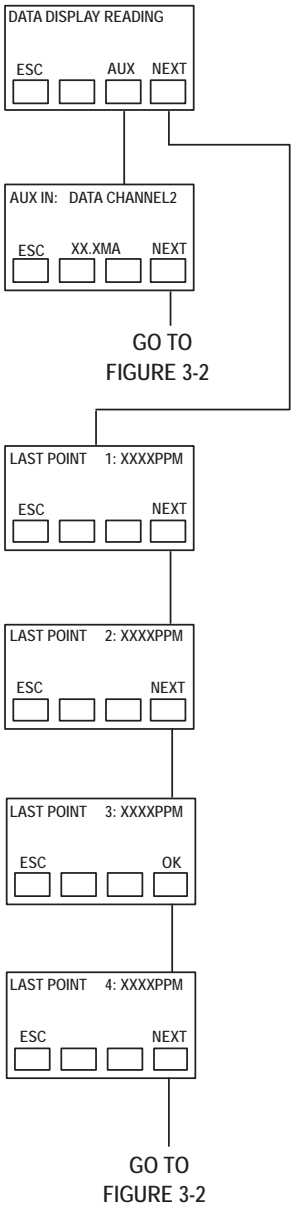 DATA DISPLAY READING
ESC AUX NEXT
AUX IN: DATA CHANNEL2
ESC XX.XMA NEXT
GO TO
FIGURE 3-2
LAST POINT 1: XXXXPPM
ESC NEXT
LAST POINT 2: XXXXPPM
ESC NEXT
LAST POINT 3: XXXXPPM
ESC OK
LAST POINT 4: XXXXPPM
ESC NEXT
GO TO
FIGURE 3-2